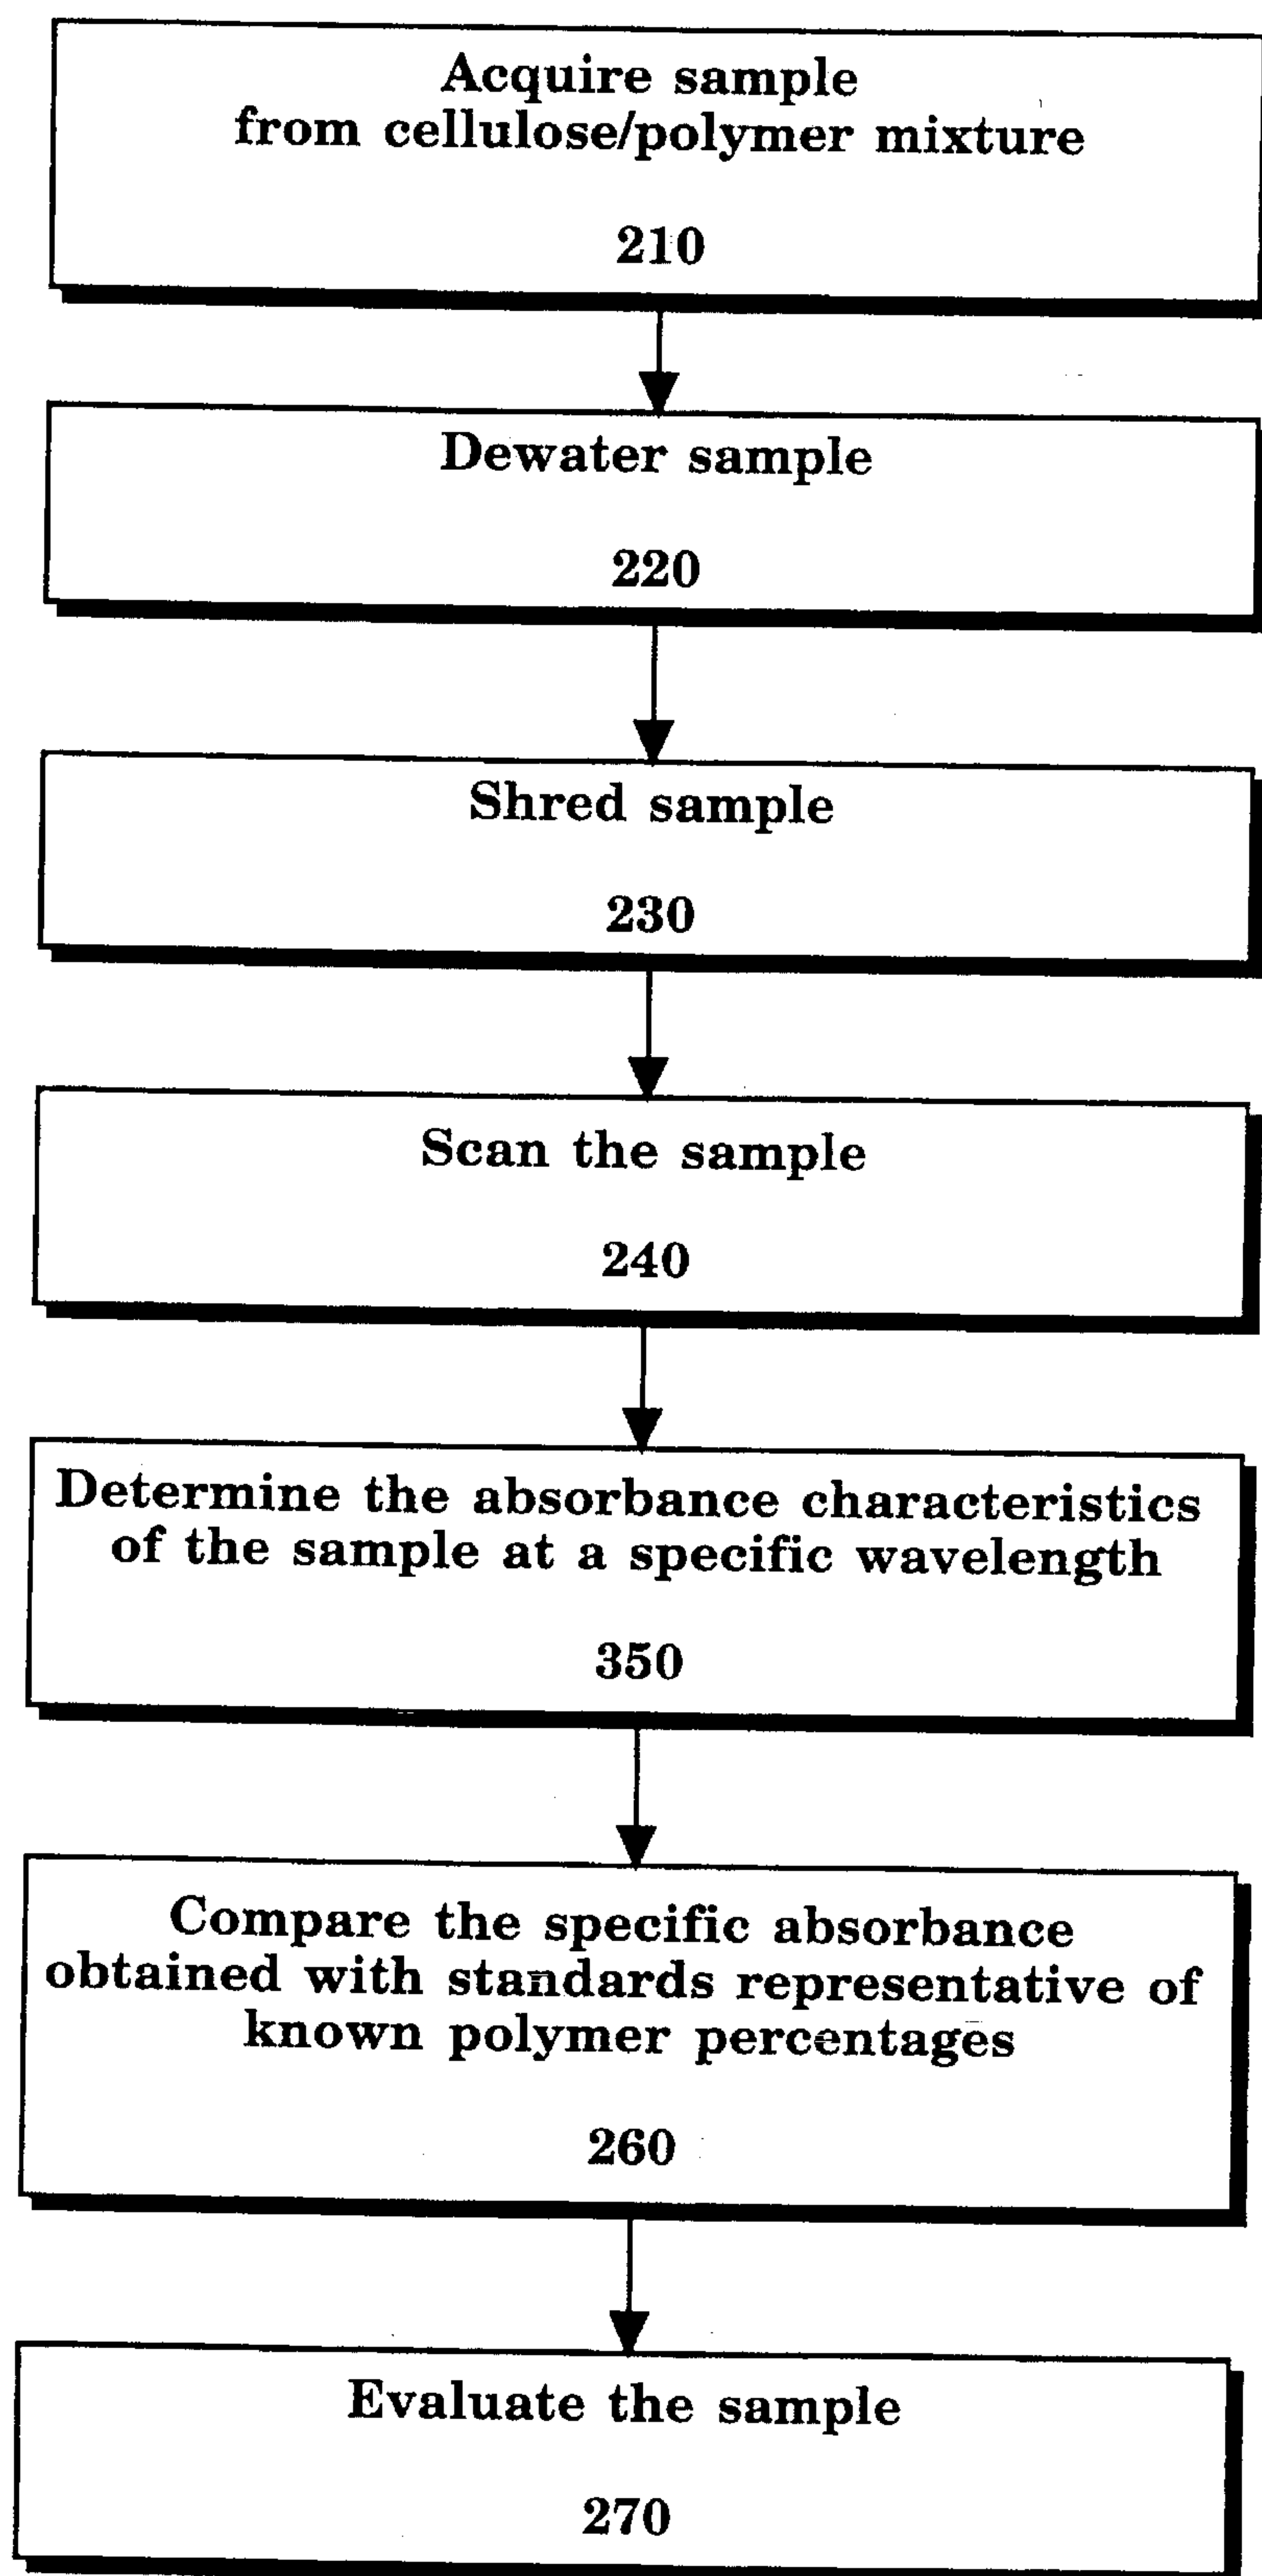 Acquire sample
from cellulose/polymer mixture
210
Dewater sample
220
Shred sample
230
Scan the sample
240
Determine the absorbance characteristics
of the sample at a specific wavelength
350
Compare the specific absorbance
obtained with standards representative of
known polymer percentages
260
Evaluate the sample
270